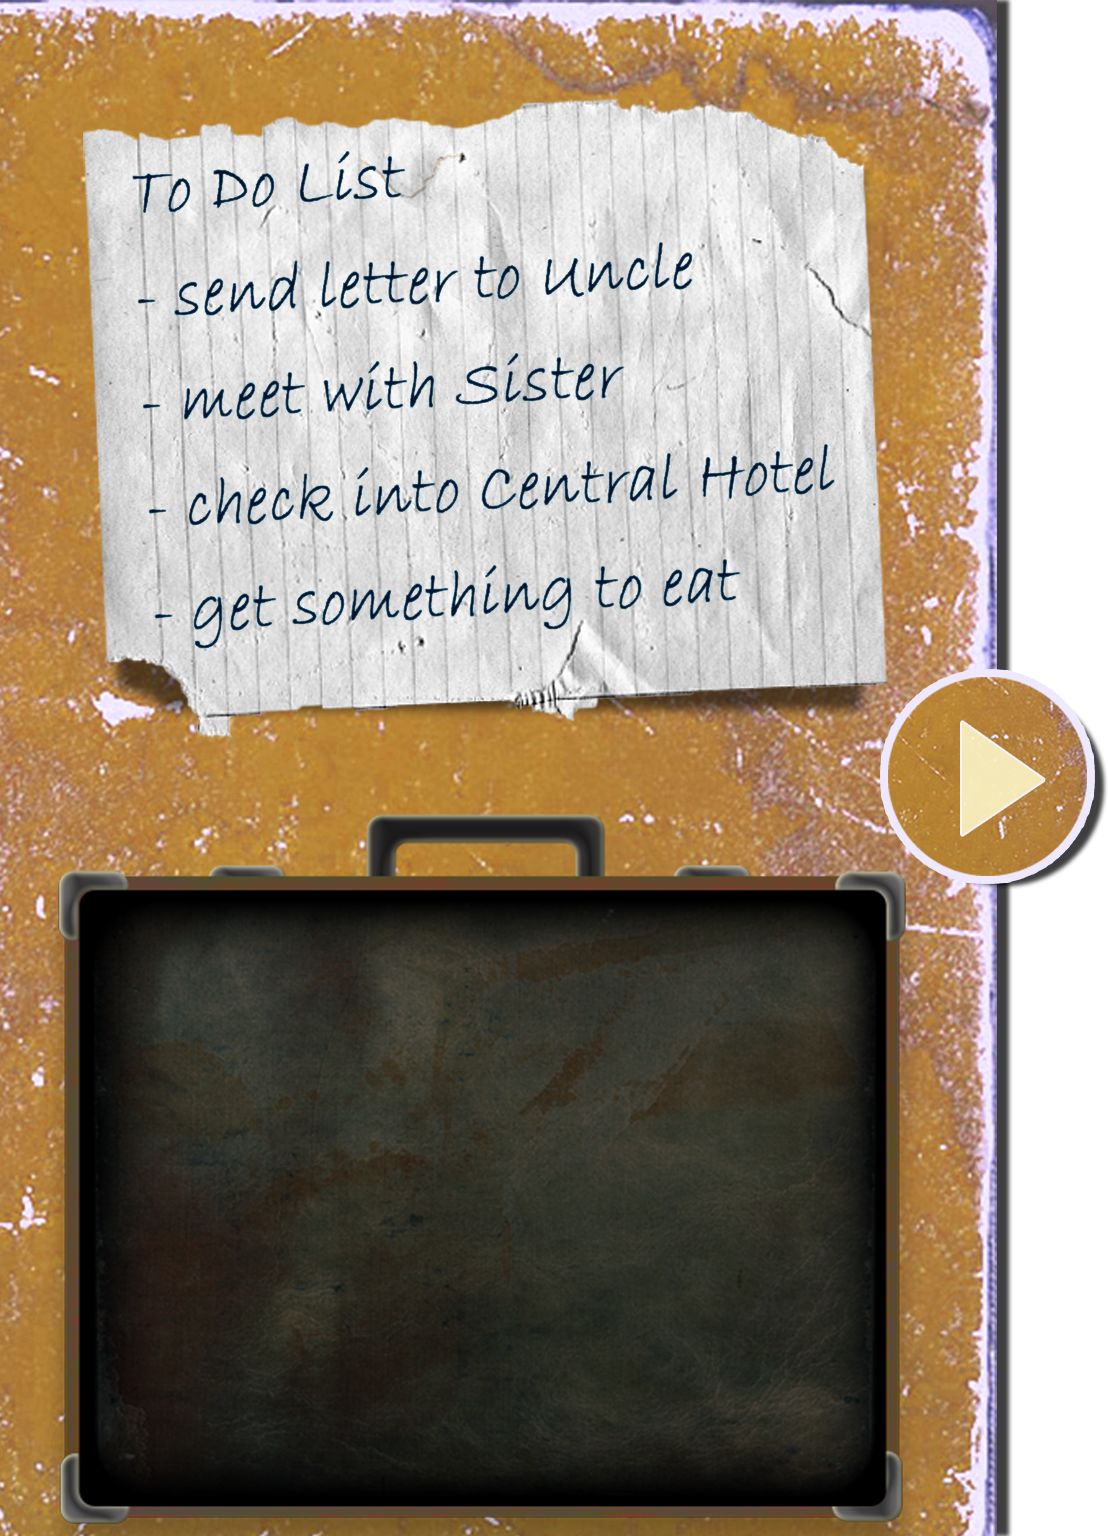 To Do List
- send letter to Uncle
- meet with Sister
- check into Central Hotel
- get something to eat